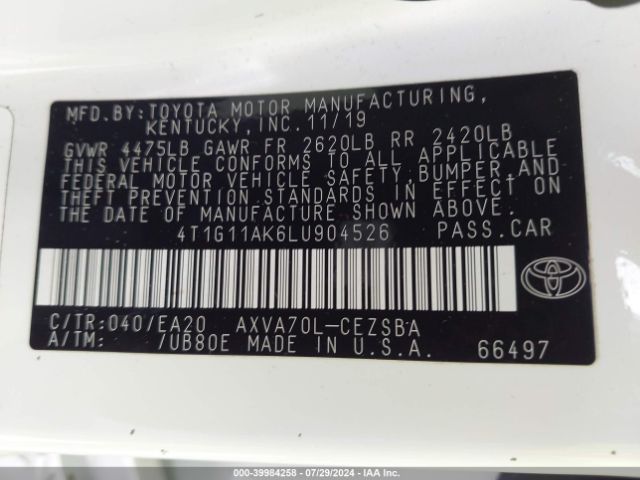 MFD.BY:TOYOTA MOTOR MANUFACTURING,
KENTUCKY,INC. 11/19
GVWR 4475LB GAWR FR 2620LB RR 2420LB
THIS VEHICLE CONFORMS TO ALL APPLICABLE
FEDERAL MOTOR VEHICLE SAFETY,BUMPER,AND
THEFT PREVENTION STANDARDS IN EFFECT ON
THE DATE OF MANUFACTURE SHOWN ABOVE.
4T1G11AK6LU904526 PASS.CAR
C/TR:040/EA20 AXVA70L-CEZSBA
A/TM: /UB80E MADE IN U.S.A. 66497
000-39984258 | 07/29/2024 | IAAI.COM